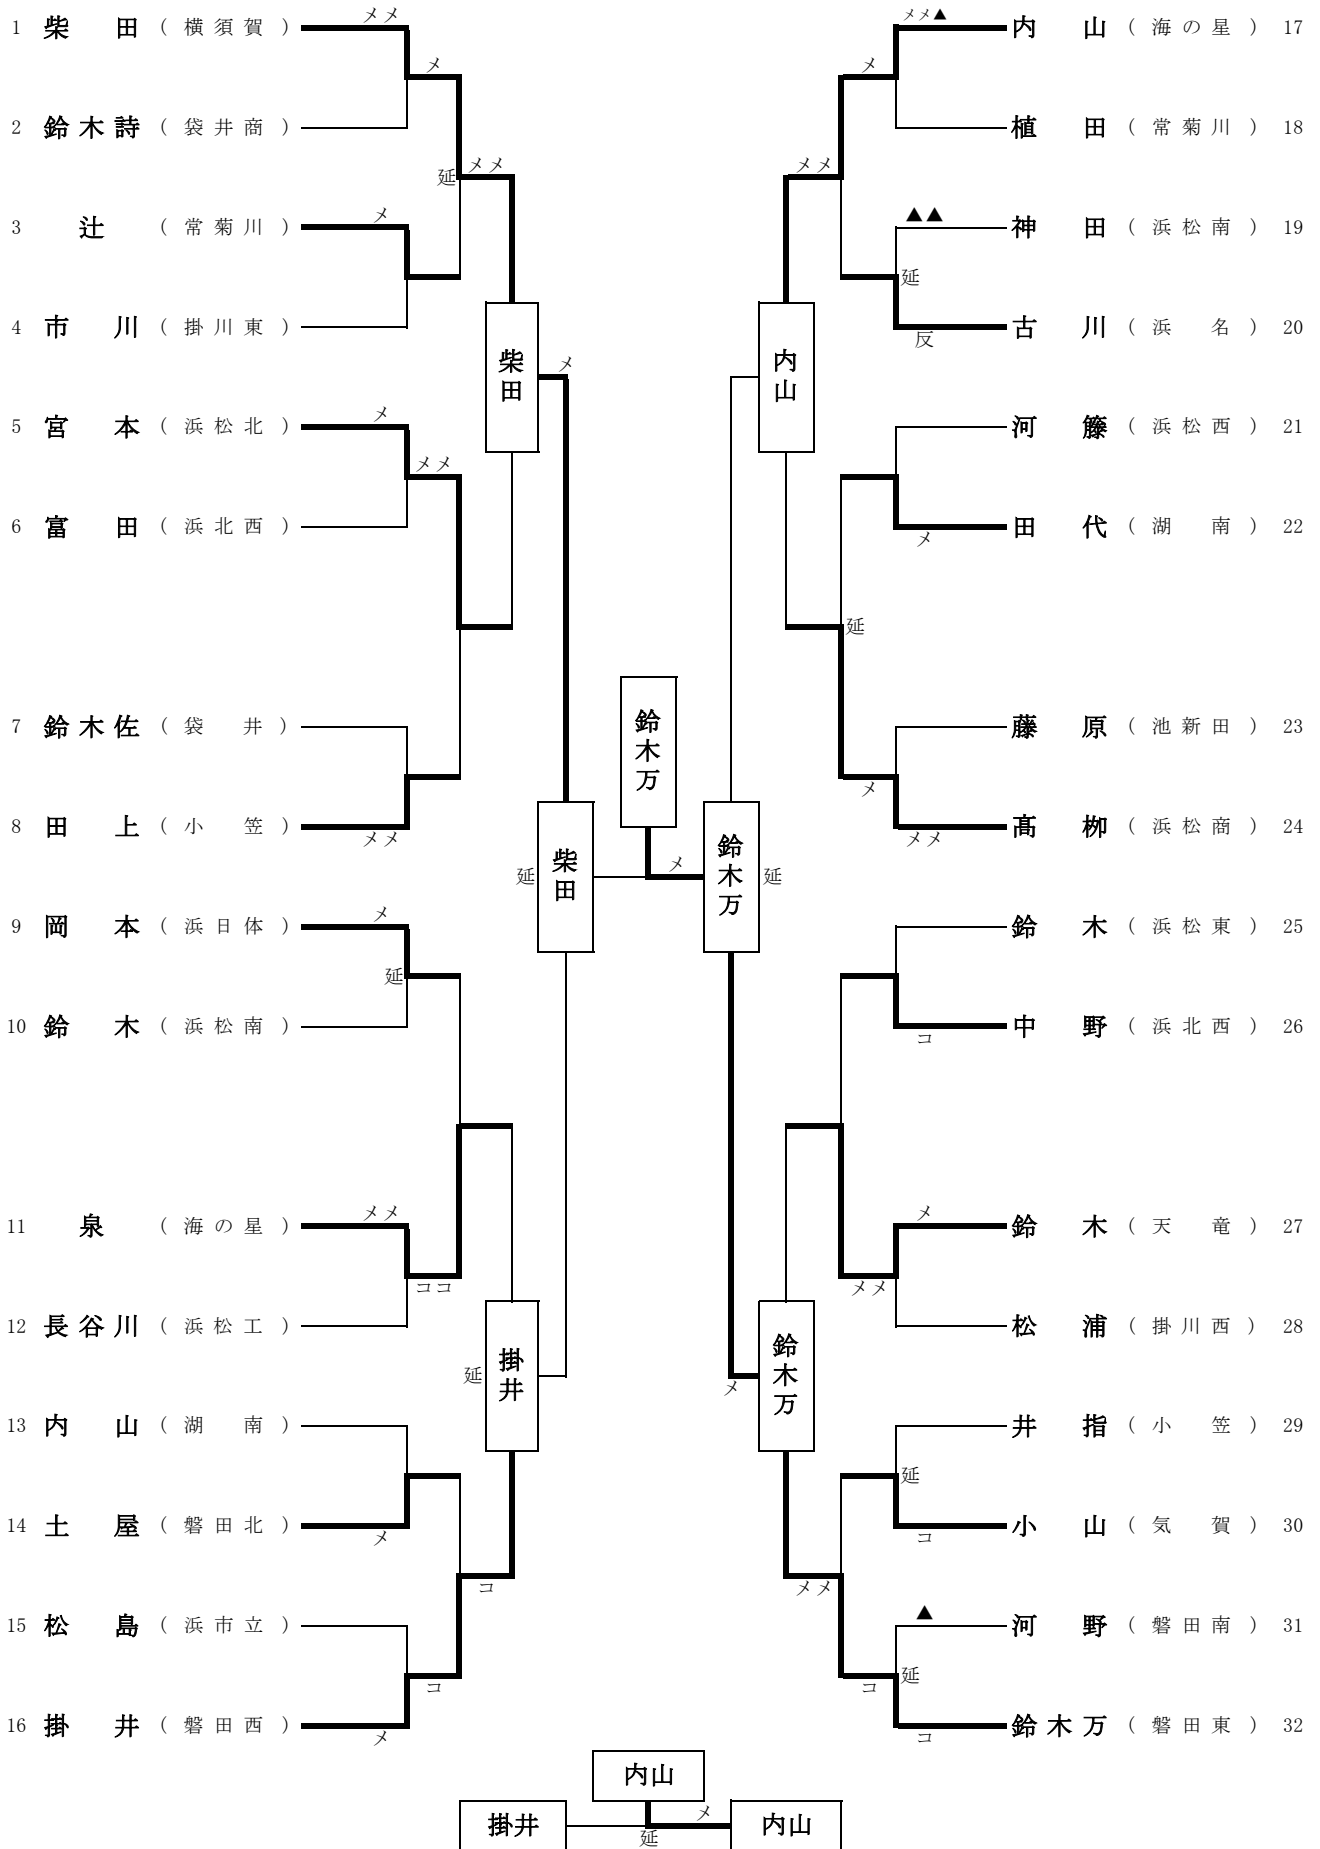 1 柴田 （横須賀） メメ
メ
2 鈴木詩 （袋井商）
延 メメ
3 辻 （常菊川） メ
4 市川 （掛川東）
柴田 メ
5 宮本 （浜松北） メ
メメ
6 富田 （浜北西）
7 鈴木佐 （袋井）
8 田上 （小笠） メメ
延 柴田
9 岡本 （浜日体） メ
延
10 鈴木 （浜松南）
11 泉 （海の星） メメ
ココ
12 長谷川 （浜松工）
延 掛井
13 内山 （湖南）
14 土屋 （磐田北） メ
コ
15 松島 （浜市立）
コ
16 掛井 （磐田西） メ
鈴木万
メ
メメ▲ 内山 （海の星） 17
メ
植田 （常菊川） 18
メメ
▲▲ 神田 （浜松南） 19
延
反 古川 （浜名） 20
内山
河籐 （浜松西） 21
メ 田代 （湖南） 22
延
藤原 （池新田） 23
メ
メメ 髙栁 （浜松商） 24
鈴木万 延
鈴木 （浜松東） 25
コ 中野 （浜北西） 26
メ 鈴木 （天竜） 27
メメ
松浦 （掛川西） 28
メ 鈴木万
井指 （小笠） 29
延
コ 小山 （気賀） 30
メメ
▲ 河野 （磐田南） 31
コ 延
コ 鈴木万 （磐田東） 32
内山
掛井 延 メ 内山